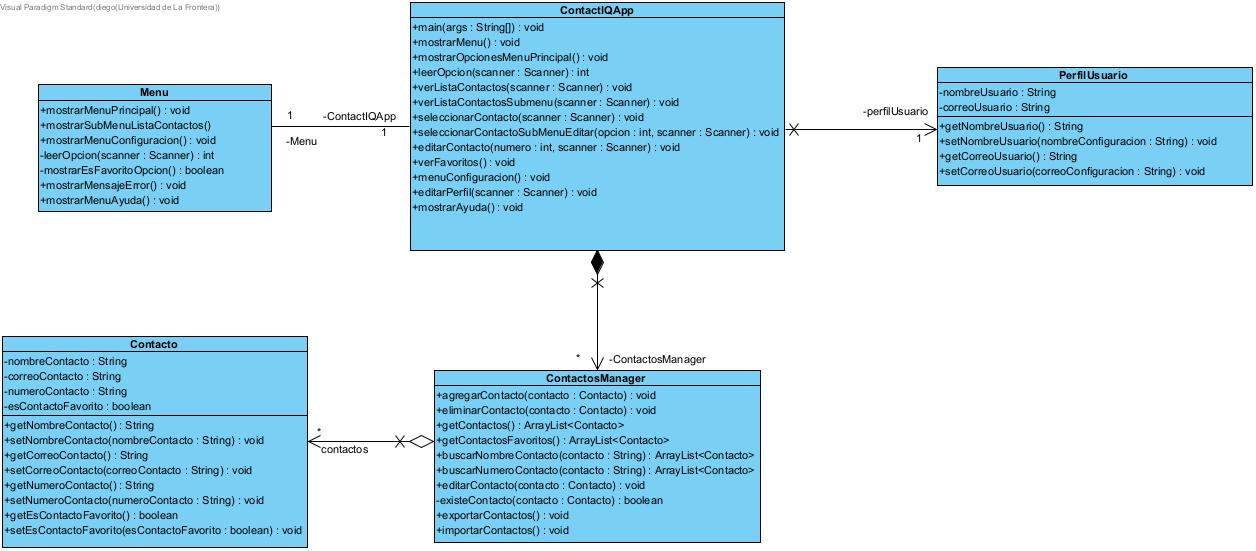 Visual Paradigm Standard(diego(Universidad de La Frontera))
ContactIQApp
+main(args : String[]) : void
+mostrarMenu() : void
+mostrarOpcionesMenuPrincipal() : void
+leerOpcion(scanner : Scanner) : int
+verListaContactos(scanner : Scanner) : void
+verListaContactosSubmenu(scanner : Scanner) : void
+seleccionarContacto(scanner : Scanner) : void
+seleccionarContactoSubMenuEditar(opcion : int, scanner : Scanner) : void
+editarContacto(numero : int, scanner : Scanner) : void
+verFavoritos() : void
+menuConfiguracion() : void
+editarPerfil(scanner : Scanner) : void
+mostrarAyuda() : void
Menu
+mostrarMenuPrincipal() : void
+mostrarSubMenuListaContactos()
+mostrarMenuConfiguracion() : void
-leerOpcion(scanner : Scanner) : int
-mostrarEsFavoritoOpcion() : boolean
+mostrarMensajeError() : void
+mostrarMenuAyuda() : void
1
-ContactIQApp
1
-Menu
-perfilUsuario
1
PerfilUsuario
-nombreUsuario : String
-correoUsuario : String
+getNombreUsuario() : String
+setNombreUsuario(nombreConfiguracion : String) : void
+getCorreoUsuario() : String
+setCorreoUsuario(correoConfiguracion : String) : void
*
-ContactosManager
Contacto
-nombreContacto : String
-correoContacto : String
-numeroContacto : String
-esContactoFavorito : boolean
+getNombreContacto() : String
+setNombreContacto(nombreContacto : String) : void
+getCorreoContacto() : String
+setCorreoContacto(correoContacto : String) : void
+getNumeroContacto() : String
+setNumeroContacto(numeroContacto : String) : void
+getEsContactoFavorito() : boolean
+setEsContactoFavorito(esContactoFavorito : boolean) : void
*
contactos
ContactosManager
+agregarContacto(contacto : Contacto) : void
+eliminarContacto(contacto : Contacto) : void
+getContactos() : ArrayList<Contacto>
+getContactosFavoritos() : ArrayList<Contacto>
+buscarNombreContacto(contacto : String) : ArrayList<Contacto>
+buscarNumeroContacto(contacto : String) : ArrayList<Contacto>
+editarContacto(contacto : Contacto) : void
-existeContacto(contacto : Contacto) : boolean
+exportarContactos() : void
+importarContactos() : void